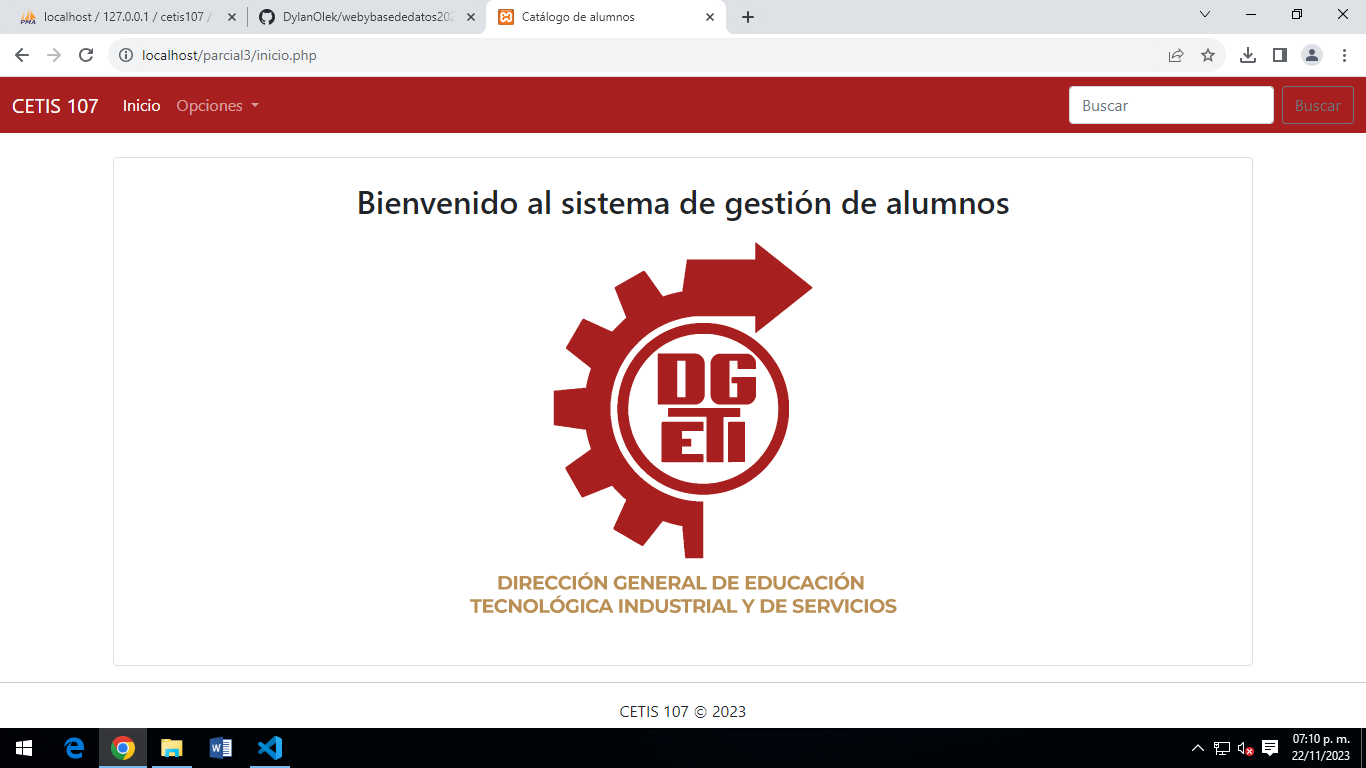 localhost / 127.0.0.1 / cetis107 /
DylanOlek/webybasededatos202
Catálogo de alumnos
localhost/parcial3/inicio.php
CETIS 107 Inicio Opciones Buscar Buscar
Bienvenido al sistema de gestión de alumnos
DG
ETI
DIRECCIÓN GENERAL DE EDUCACIÓN
TECNOLÓGICA INDUSTRIAL Y DE SERVICIOS
CETIS 107 © 2023
07:10 p. m.
22/11/2023